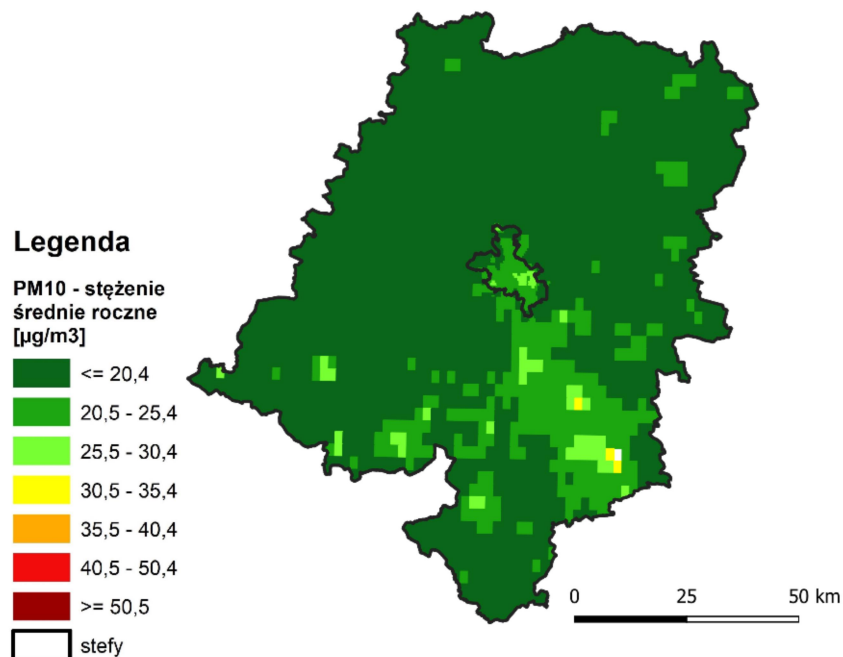 Legenda
PM10 - stężenie
średnie roczne
[µg/m3]
<= 20,4
20,5 - 25,4
25,5 - 30,4
30,5 - 35,4
35,5 - 40,4
40,5 - 50,4
>= 50,5
stefy
0 25 50 km